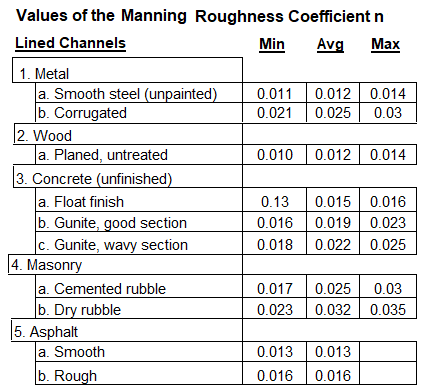 Values of the Manning Roughness Coefficient n
Lined Channels Min Avg Max
1. Metal
a. Smooth steel (unpainted) 0.011 0.012 0.014
b. Corrugated 0.021 0.025 0.03
2. Wood
a. Planed, untreated 0.010 0.012 0.014
3. Concrete (unfinished)
a. Float finish 0.13 0.015 0.016
b. Gunite, good section 0.016 0.019 0.023
c. Gunite, wavy section 0.018 0.022 0.025
4. Masonry
a. Cemented rubble 0.017 0.025 0.03
b. Dry rubble 0.023 0.032 0.035
5. Asphalt
a. Smooth 0.013 0.013
b. Rough 0.016 0.016